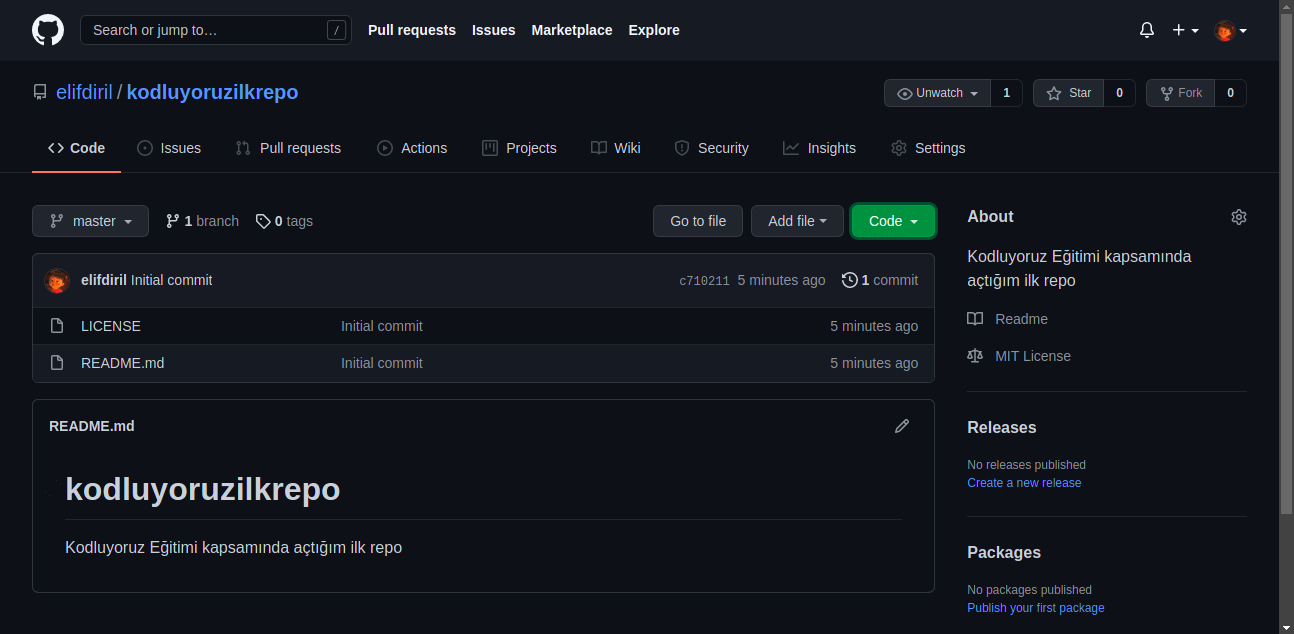 Search or jump to… /
Pull requests Issues Marketplace Explore
elifdiril / kodluyoruzilkrepo
Unwatch 1 Star 0 Fork 0
Code Issues Pull requests Actions Projects Wiki Security Insights Settings
master 1 branch 0 tags Go to file Add file Code
elifdiril Initial commit c710211 5 minutes ago 1 commit
LICENSE Initial commit 5 minutes ago
README.md Initial commit 5 minutes ago
README.md
kodluyoruzilkrepo
Kodluyoruz Eğitimi kapsamında açtığım ilk repo
About
Kodluyoruz Eğitimi kapsamında
açtığım ilk repo
Readme
MIT License
Releases
No releases published
Create a new release
Packages
No packages published
Publish your first package